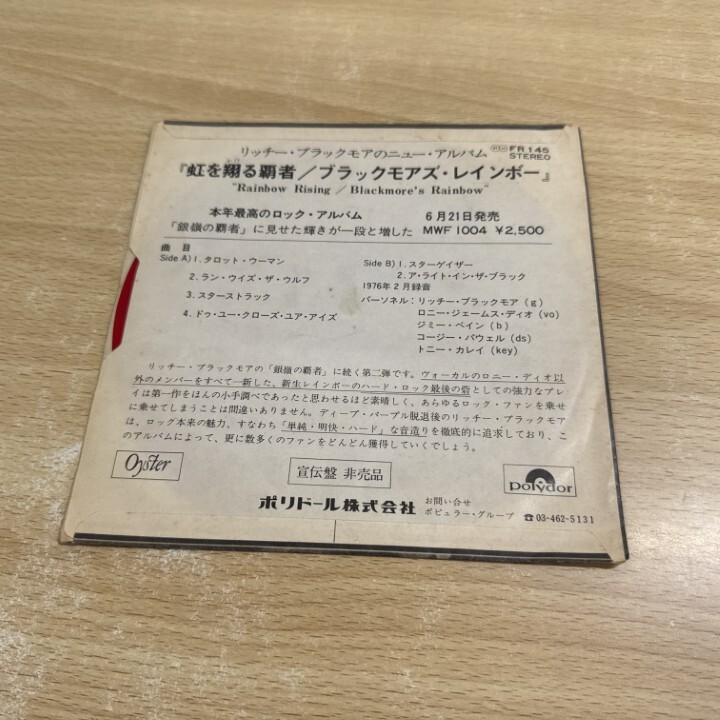 リッチー・ブラックモアのニュー・アルバム
FR 145
STEREO
『虹を翔る覇者／ブラックモアズ・レインボー』
"Rainbow Rising / Blackmore's Rainbow"
本年最高のロック・アルバム 6月21日発売
「銀嶺の覇者」に見せた輝きが一段と増した MWF 1004 ¥2,500
曲目
Side A) 1. タロット・ウーマン
2. ラン・ウイズ・ザ・ウルフ
3. スターストラック
4. ドゥ・ユー・クローズ・ユア・アイズ
Side B) 1. スターゲイザー
2. ア・ライト・イン・ザ・ブラック
1976年2月録音
パーソネル：リッチー・ブラックモア (g)
ロニー・ジェームス・ディオ (vo)
ジミー・ベイン (b)
コージー・パウェル (ds)
トニー・カレイ (key)
リッチー・ブラックモアの「銀嶺の覇者」に続く第二弾です。ヴォーカルのロニー・ディオ以
外のメンバーをすべて一新した、新生レインボーのハード・ロック最後の砦としての強力なプレ
イは第一作をほんの小手調べであったと思わせるほど素晴しく、あらゆるロック・ファンを乗せ
に乗せてしまうことは間違いありません。ディープ・パープル脱退後のリッチー・ブラックモア
は、ロック本来の魅力、すなわち「単純・明快・ハード」な音造りを徹底的に追求しており、こ
のアルバムによって、更に数多くのファンをどんどん獲得していくでしょう。
Oyster
宣伝盤 非売品
polydor
ポリドール株式会社 お問い合せ
ポピュラー・グループ ☎03-462-5131